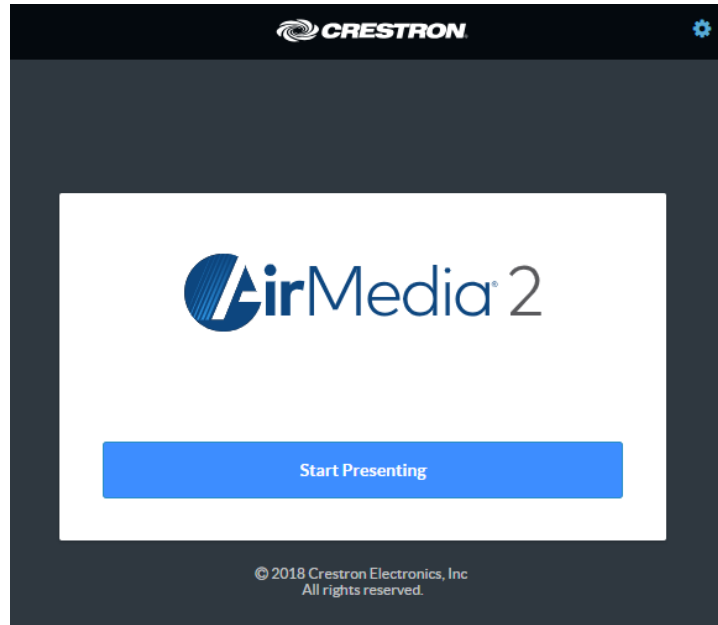 CRESTRON.
AirMedia® 2
Start Presenting
© 2018 Crestron Electronics, Inc
All rights reserved.